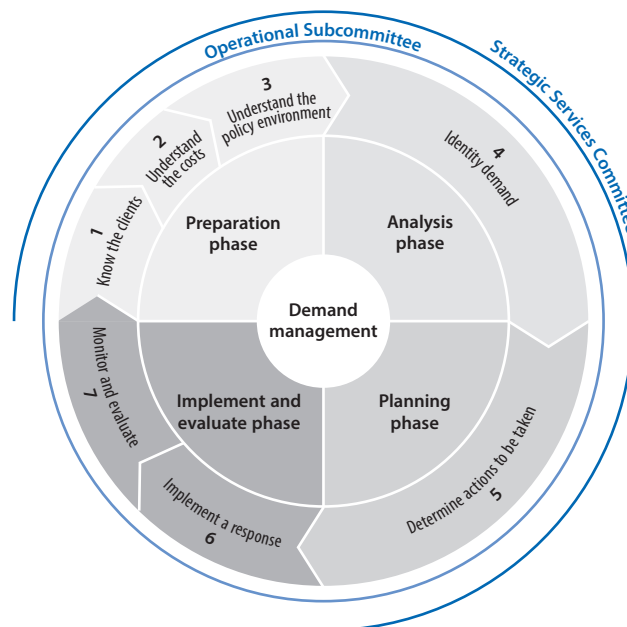 Operational Subcommittee
Strategic Services Committee
1
Know the clients
2
Understand
the costs
3
Understand the
policy environment
4
Identity demand
Preparation
phase
Analysis
phase
Demand
management
Implement and
evaluate phase
Planning
phase
Determine actions to be taken
5
Implement a response
6
Monitor and evaluate
7